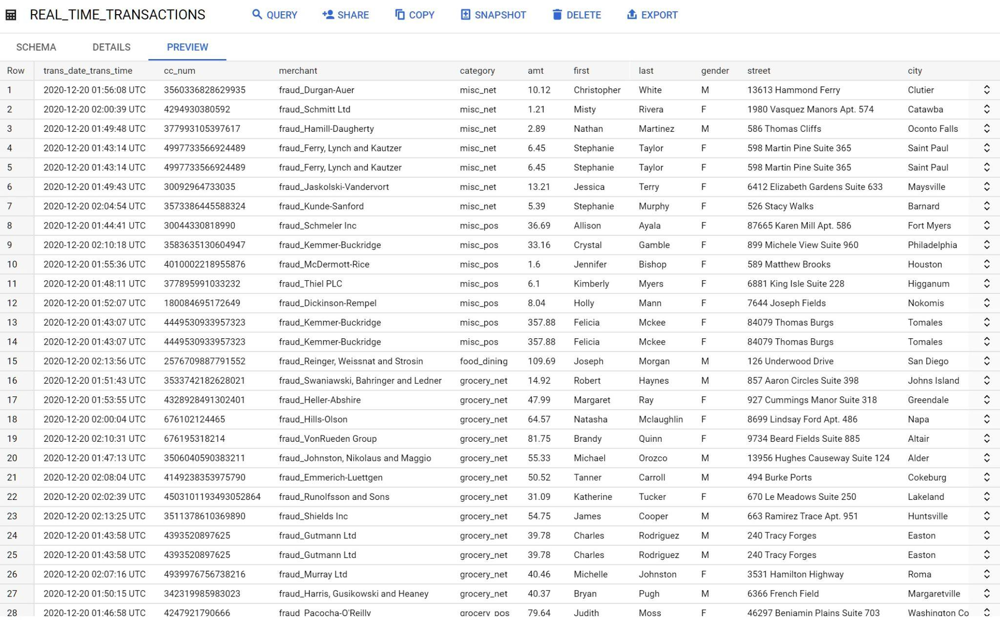 REAL_TIME_TRANSACTIONS QUERY SHARE COPY SNAPSHOT DELETE EXPORT
SCHEMA DETAILS PREVIEW
Row trans_date_trans_time cc_num merchant category amt first last gender street city
1 2020-12-20 01:56:08 UTC 3560336828629935 fraud_Durgan-Auer misc_net 10.12 Christopher White M 13613 Hammond Ferry Clutier
2 2020-12-20 02:00:39 UTC 4294930380592 fraud_Schmitt Ltd misc_net 1.21 Misty Rivera F 1980 Vasquez Manors Apt. 574 Catawba
3 2020-12-20 01:49:48 UTC 377993105397617 fraud_Hamill-Daugherty misc_net 2.89 Nathan Martinez M 586 Thomas Cliffs Oconto Falls
4 2020-12-20 01:43:14 UTC 4997733566924489 fraud_Ferry, Lynch and Kautzer misc_net 6.45 Stephanie Taylor F 598 Martin Pine Suite 365 Saint Paul
5 2020-12-20 01:43:14 UTC 4997733566924489 fraud_Ferry, Lynch and Kautzer misc_net 6.45 Stephanie Taylor F 598 Martin Pine Suite 365 Saint Paul
6 2020-12-20 01:49:43 UTC 30092964733035 fraud_Jaskolski-Vandervort misc_net 13.21 Jessica Terry F 6412 Elizabeth Gardens Suite 633 Maysville
7 2020-12-20 02:04:54 UTC 3573386445588324 fraud_Kunde-Sanford misc_net 5.39 Stephanie Murphy F 526 Stacy Walks Barnard
8 2020-12-20 01:44:41 UTC 30044330818990 fraud_Schmeler Inc misc_pos 36.69 Allison Ayala F 87665 Karen Mill Apt. 586 Fort Myers
9 2020-12-20 02:10:18 UTC 3583635130604947 fraud_Kemmer-Buckridge misc_pos 33.16 Crystal Gamble F 899 Michele View Suite 960 Philadelphia
10 2020-12-20 01:55:36 UTC 4010002218955876 fraud_McDermott-Rice misc_pos 1.6 Jennifer Bishop F 589 Matthew Brooks Houston
11 2020-12-20 01:48:11 UTC 377895991033232 fraud_Thiel PLC misc_pos 6.1 Kimberly Myers F 6881 King Isle Suite 228 Higganum
12 2020-12-20 01:52:07 UTC 180084695172649 fraud_Dickinson-Rempel misc_pos 8.04 Holly Mann F 7644 Joseph Fields Nokomis
13 2020-12-20 01:43:07 UTC 4449530933957323 fraud_Kemmer-Buckridge misc_pos 357.88 Felicia Mckee F 84079 Thomas Burgs Tomales
14 2020-12-20 01:43:07 UTC 4449530933957323 fraud_Kemmer-Buckridge misc_pos 357.88 Felicia Mckee F 84079 Thomas Burgs Tomales
15 2020-12-20 02:13:56 UTC 2576709887791552 fraud_Reinger, Weissnat and Strosin food_dining 109.69 Joseph Morgan M 126 Underwood Drive San Diego
16 2020-12-20 01:51:43 UTC 3533742182628021 fraud_Swaniawski, Bahringer and Ledner grocery_net 14.92 Robert Haynes M 857 Aaron Circles Suite 398 Johns Island
17 2020-12-20 01:53:55 UTC 4328928491302401 fraud_Heller-Abshire grocery_net 47.99 Margaret Ray F 927 Cummings Manor Suite 318 Greendale
18 2020-12-20 02:00:04 UTC 676102124465 fraud_Hills-Olson grocery_net 64.57 Natasha Mclaughlin F 8699 Lindsay Ford Apt. 486 Napa
19 2020-12-20 02:10:31 UTC 676195318214 fraud_VonRueden Group grocery_net 81.75 Brandy Quinn F 9734 Beard Fields Suite 885 Altair
20 2020-12-20 01:47:13 UTC 3506040590383211 fraud_Johnston, Nikolaus and Maggio grocery_net 55.33 Michael Orozco M 13956 Hughes Causeway Suite 124 Alder
21 2020-12-20 02:08:04 UTC 4149238353975790 fraud_Emmerich-Luettgen grocery_net 50.52 Tanner Carroll M 494 Burke Ports Cokeburg
22 2020-12-20 02:02:39 UTC 4503101193493052864 fraud_Runolfsson and Sons grocery_net 31.09 Katherine Tucker F 670 Le Meadows Suite 250 Lakeland
23 2020-12-20 02:13:25 UTC 3511378610369890 fraud_Shields Inc grocery_net 54.75 James Cooper M 663 Ramirez Trace Apt. 951 Huntsville
24 2020-12-20 01:43:58 UTC 4393520897625 fraud_Gutmann Ltd grocery_net 39.78 Charles Rodriguez M 240 Tracy Forges Easton
25 2020-12-20 01:43:58 UTC 4393520897625 fraud_Gutmann Ltd grocery_net 39.78 Charles Rodriguez M 240 Tracy Forges Easton
26 2020-12-20 02:07:16 UTC 4939976756738216 fraud_Murray Ltd grocery_net 40.46 Michelle Johnston F 3531 Hamilton Highway Roma
27 2020-12-20 01:50:15 UTC 342319985983023 fraud_Harris, Gusikowski and Heaney grocery_net 40.37 Bryan Pugh M 6366 French Field Margaretville
28 2020-12-20 01:46:58 UTC 4247921790666 fraud_Pacocha-O'Reilly grocery_pos 79.64 Judith Moss F 46297 Benjamin Plains Suite 703 Washington Co